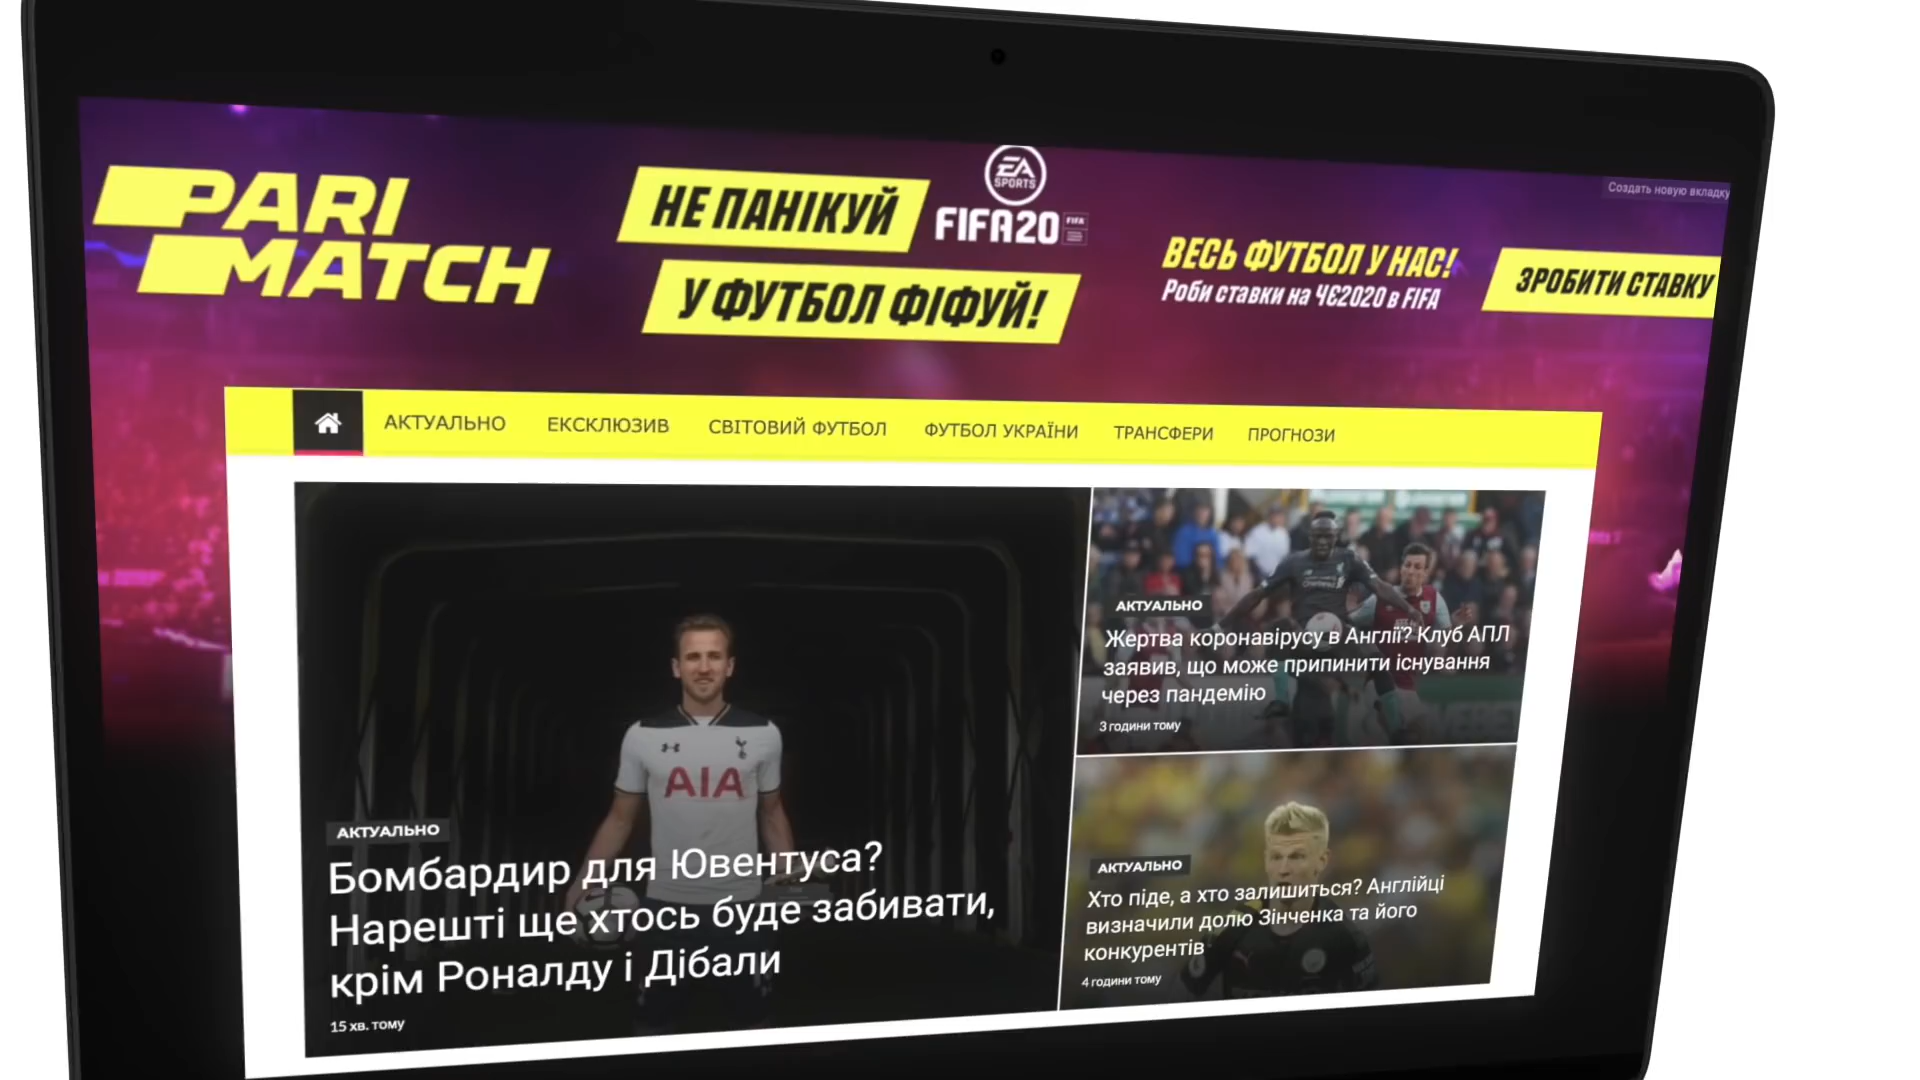 PARI
MATCH
НЕ ПАНІКУЙ
У ФУТБОЛ ФІФУЙ!
EA
SPORTS
FIFA20
FIFA
ВЕСЬ ФУТБОЛ У НАС!
Роби ставки на ЧЄ2020 в FIFA
ЗРОБИТИ СТАВКУ
Создать новую вкладку
АКТУАЛЬНО ЕКСКЛЮЗИВ СВІТОВИЙ ФУТБОЛ ФУТБОЛ УКРАЇНИ ТРАНСФЕРИ ПРОГНОЗИ
AIA
АКТУАЛЬНО
Бомбардир для Ювентуса?
Нарешті ще хтось буде забивати,
крім Роналду і Дібали
15 хв. тому
АКТУАЛЬНО
Жертва коронавірусу в Англії? Клуб АПЛ
заявив, що може припинити існування
через пандемію
3 години тому
АКТУАЛЬНО
Хто піде, а хто залишиться? Англійці
визначили долю Зінченка та його
конкурентів
4 години тому